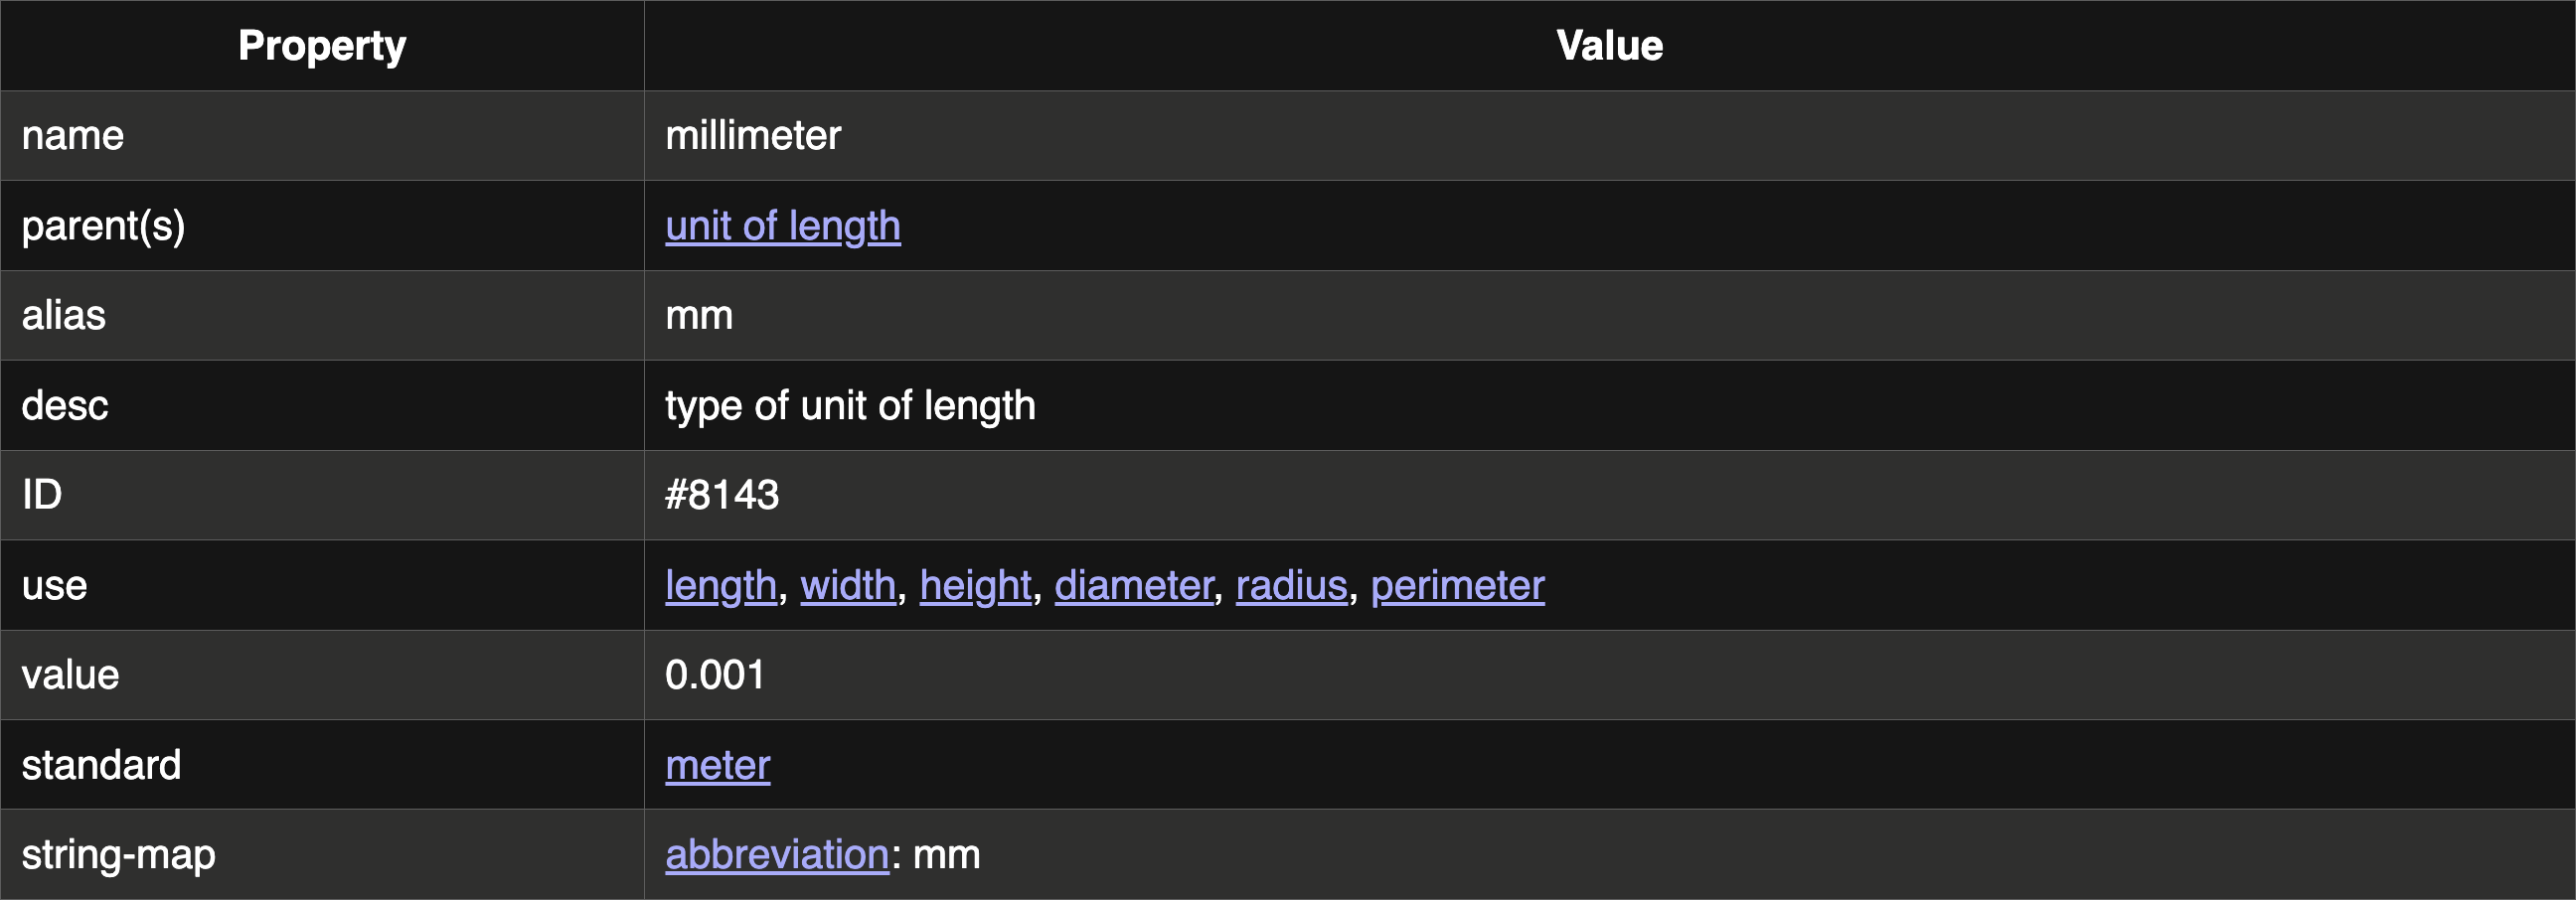 Property Value
name millimeter
parent(s) unit of length
alias mm
desc type of unit of length
ID #8143
use length, width, height, diameter, radius, perimeter
value 0.001
standard meter
string-map abbreviation: mm